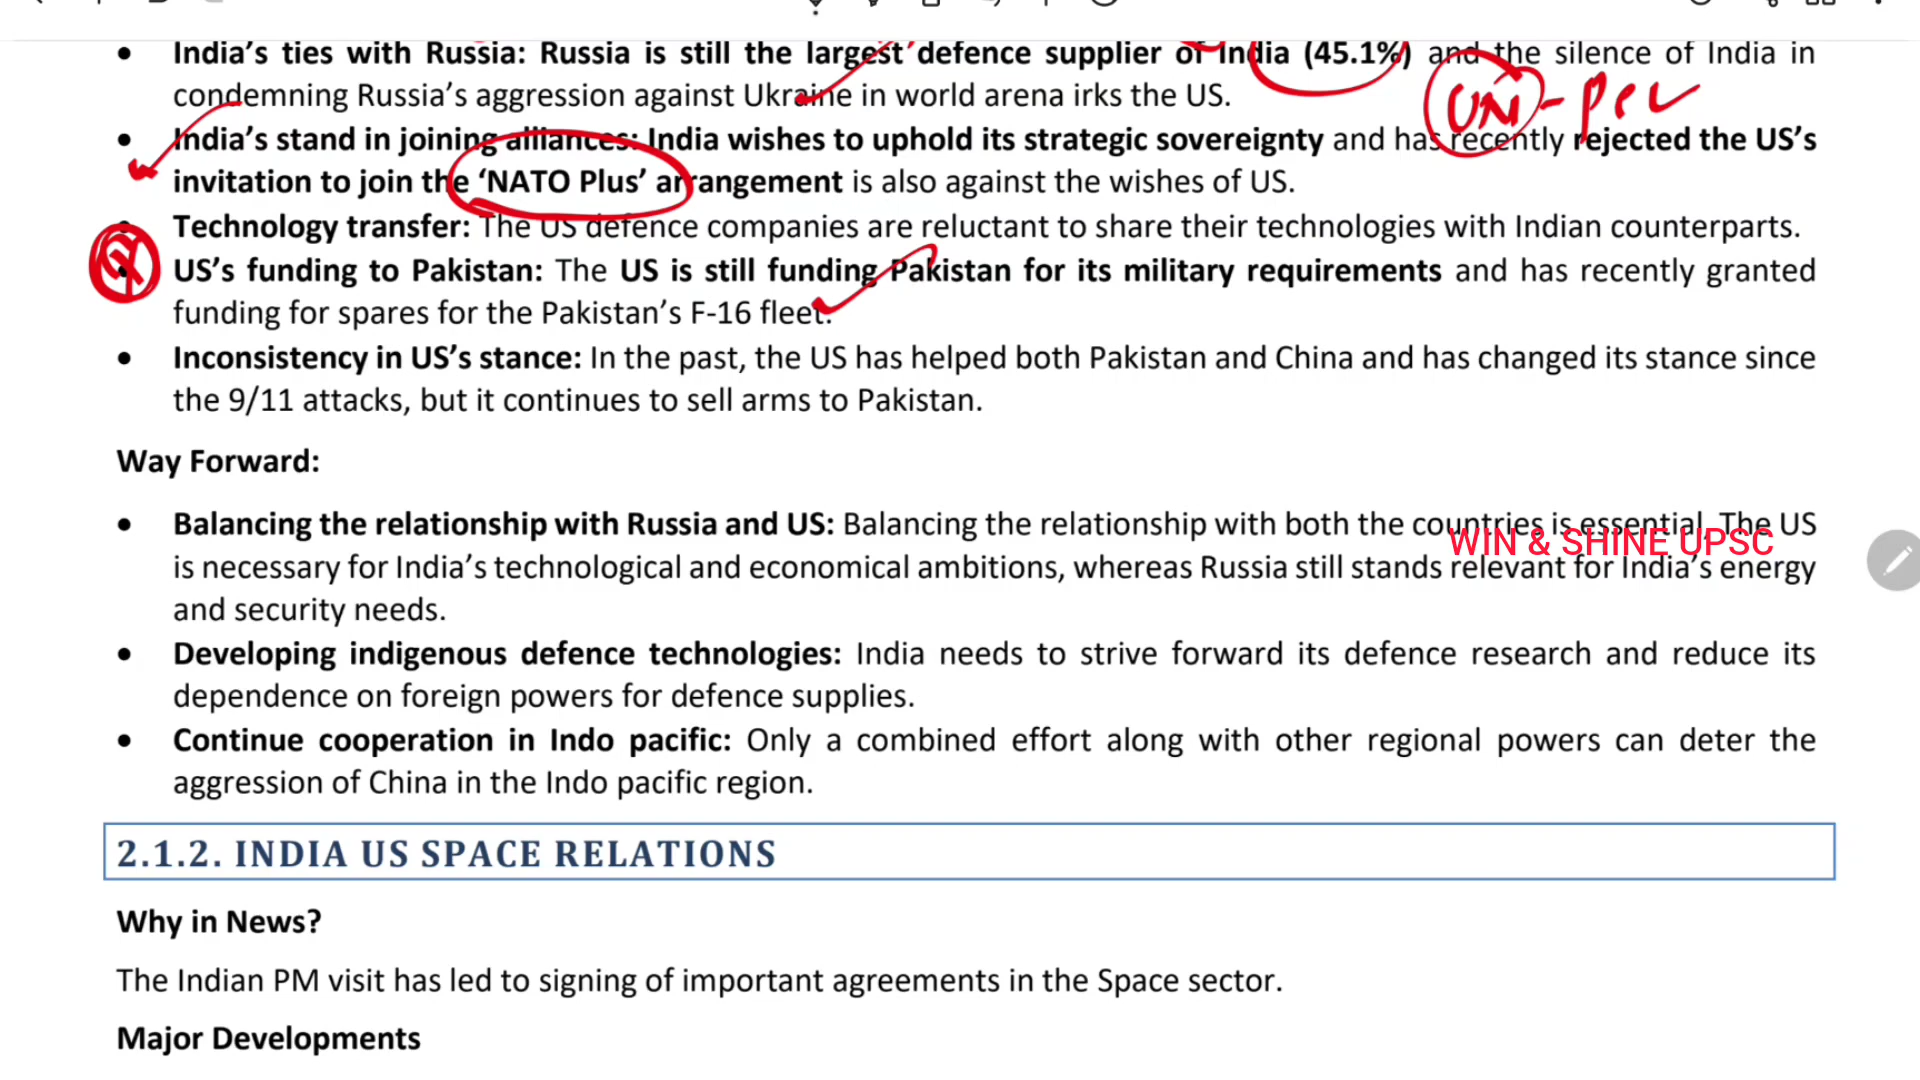 • India’s ties with Russia: Russia is still the largest defence supplier of India (45.1%) and the silence of India in
condemning Russia’s aggression against Ukraine in world arena irks the US.
UN -
• India’s stand in joining alliances: India wishes to uphold its strategic sovereignty and has recently rejected the US’s
invitation to join the ‘NATO Plus’ arrangement is also against the wishes of US.
• Technology transfer: The US defence companies are reluctant to share their technologies with Indian counterparts.
• US’s funding to Pakistan: The US is still funding Pakistan for its military requirements and has recently granted
funding for spares for the Pakistan’s F-16 fleet.
• Inconsistency in US’s stance: In the past, the US has helped both Pakistan and China and has changed its stance since
the 9/11 attacks, but it continues to sell arms to Pakistan.
Way Forward:
• Balancing the relationship with Russia and US: Balancing the relationship with both the countries is essential. The US
WIN & SHINE UPSC
is necessary for India’s technological and economical ambitions, whereas Russia still stands relevant for India’s energy
and security needs.
• Developing indigenous defence technologies: India needs to strive forward its defence research and reduce its
dependence on foreign powers for defence supplies.
• Continue cooperation in Indo pacific: Only a combined effort along with other regional powers can deter the
aggression of China in the Indo pacific region.
2.1.2. INDIA US SPACE RELATIONS
Why in News?
The Indian PM visit has led to signing of important agreements in the Space sector.
Major Developments